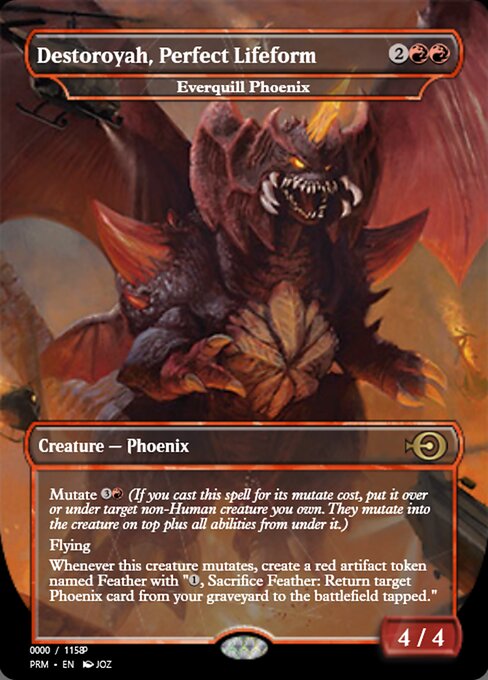 Destoroyah, Perfect Lifeform 2
Everquill Phoenix
Creature — Phoenix
Mutate 3 (If you cast this spell for its mutate cost, put it over
or under target non-Human creature you own. They mutate into
the creature on top plus all abilities from under it.)
Flying
Whenever this creature mutates, create a red artifact token
named Feather with "1, Sacrifice Feather: Return target
Phoenix card from your graveyard to the battlefield tapped."
4 / 4
0000 / 1158P
PRM • EN JOZ